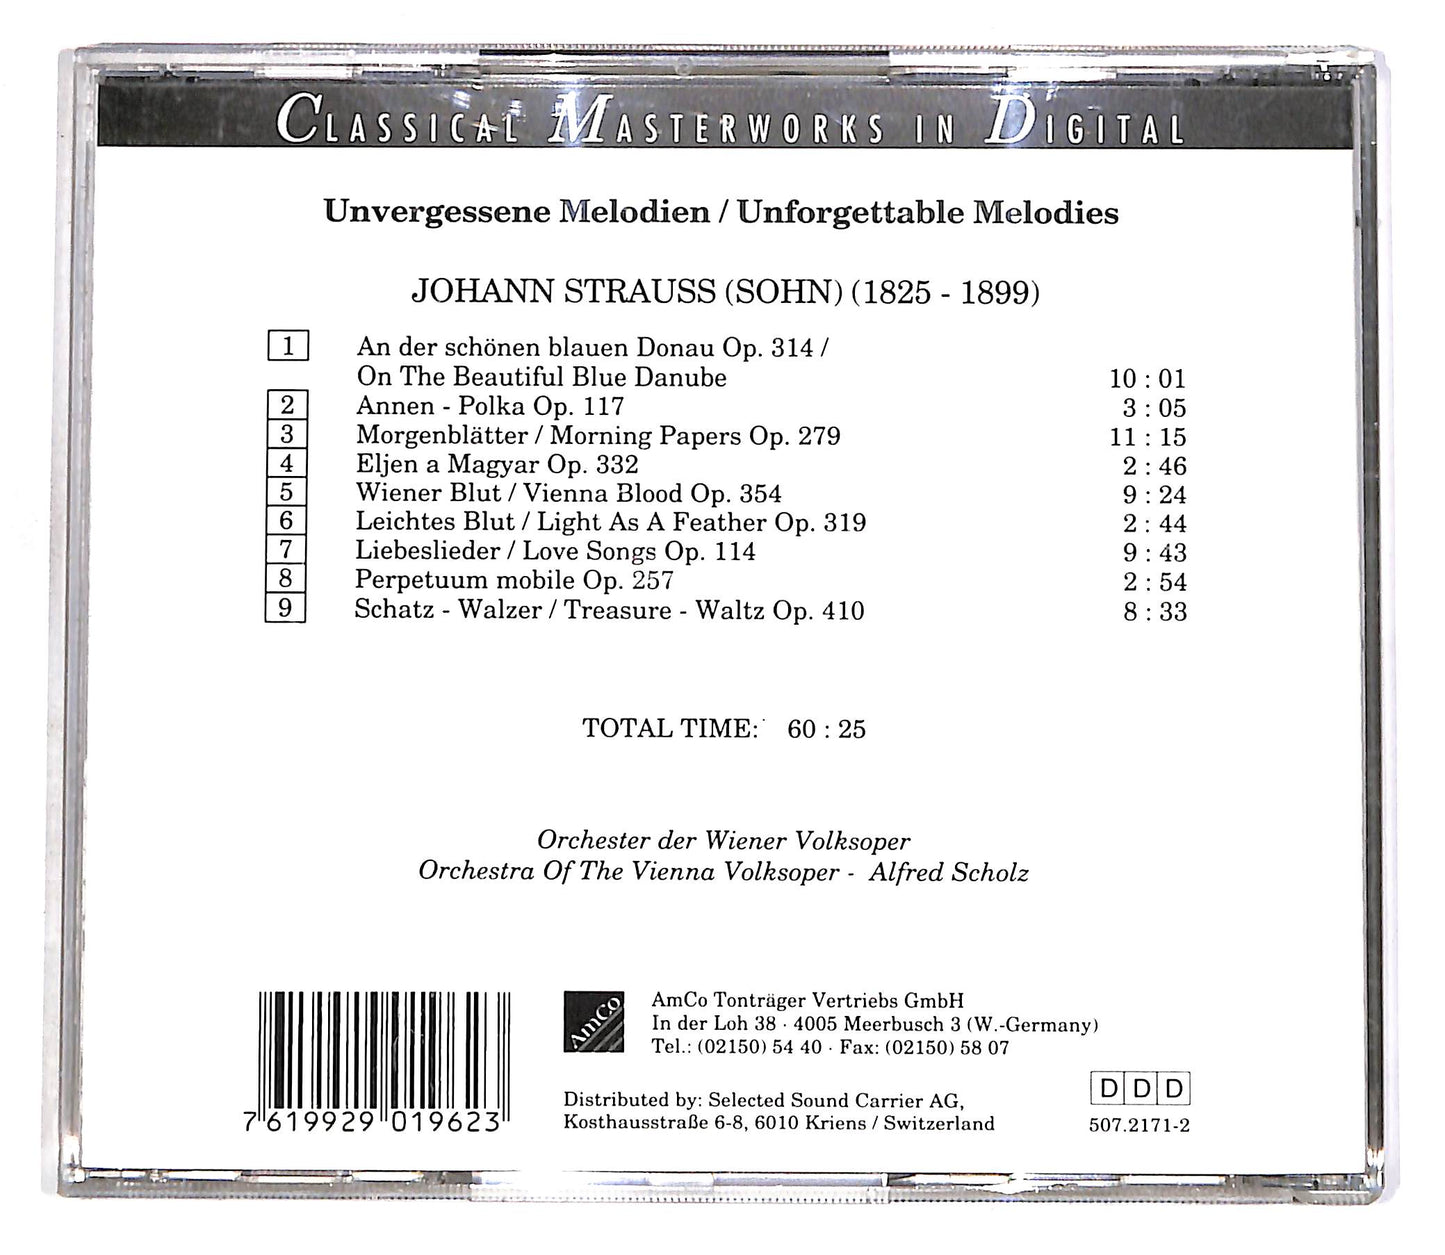 CLASSICAL MASTERWORKS IN DIGITAL
Unvergessene Melodien / Unforgettable Melodies
JOHANN STRAUSS (SOHN) (1825 - 1899)
1 An der schönen blauen Donau Op. 314 /
On The Beautiful Blue Danube 10 : 01
2 Annen - Polka Op. 117 3 : 05
3 Morgenblätter / Morning Papers Op. 279 11 : 15
4 Eljen a Magyar Op. 332 2 : 46
5 Wiener Blut / Vienna Blood Op. 354 9 : 24
6 Leichtes Blut / Light As A Feather Op. 319 2 : 44
7 Liebeslieder / Love Songs Op. 114 9 : 43
8 Perpetuum mobile Op. 257 2 : 54
9 Schatz - Walzer / Treasure - Waltz Op. 410 8 : 33
TOTAL TIME: 60 : 25
Orchester der Wiener Volksoper
Orchestra Of The Vienna Volksoper - Alfred Scholz
7 619929 019623
AmCo
AmCo Tonträger Vertriebs GmbH
In der Loh 38 · 4005 Meerbusch 3 (W.-Germany)
Tel.: (02150) 54 40 · Fax: (02150) 58 07
Distributed by: Selected Sound Carrier AG,
Kosthausstraße 6-8, 6010 Kriens / Switzerland
DDD
507.2171-2